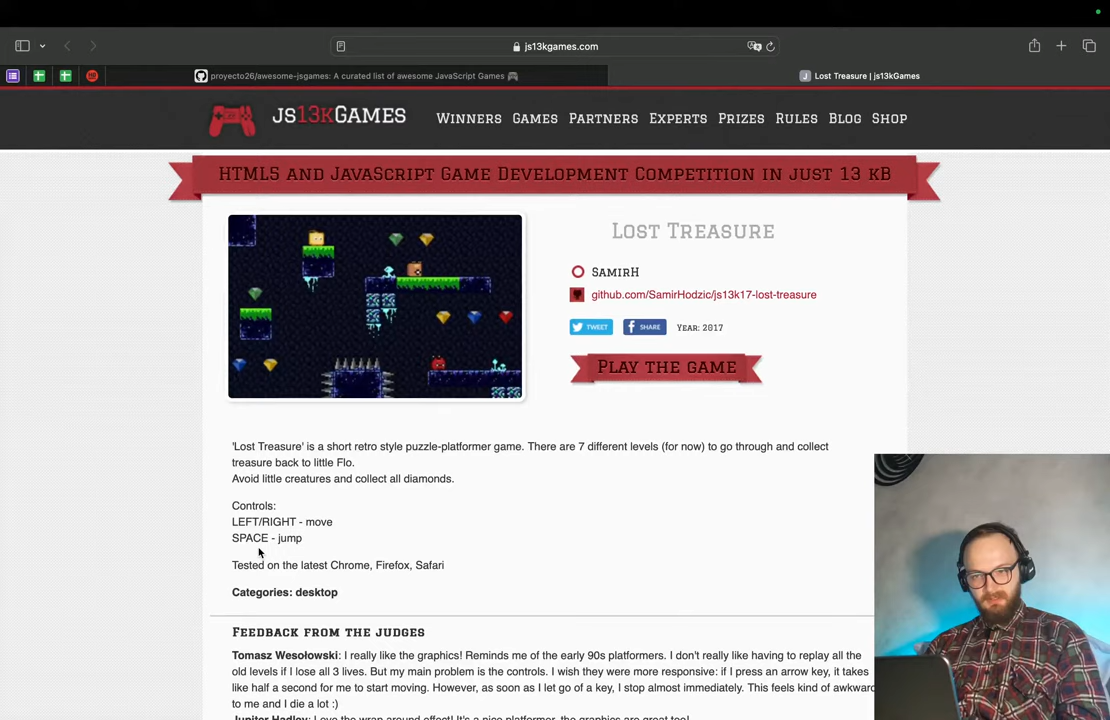 js13kgames.com
proyecto26/awesome-jsgames: A curated list of awesome JavaScript Games 🎮
J Lost Treasure | js13kGames
JS13KGAMES
WINNERS GAMES PARTNERS EXPERTS PRIZES RULES BLOG SHOP
HTML5 AND JAVASCRIPT GAME DEVELOPMENT COMPETITION IN JUST 13 KB
LOST TREASURE
SAMIRH
github.com/SamirHodzic/js13k17-lost-treasure
TWEET SHARE YEAR: 2017
PLAY THE GAME
'Lost Treasure' is a short retro style puzzle-platformer game. There are 7 different levels (for now) to go through and collect
treasure back to little Flo.
Avoid little creatures and collect all diamonds.
Controls:
LEFT/RIGHT - move
SPACE - jump
Tested on the latest Chrome, Firefox, Safari
Categories: desktop
FEEDBACK FROM THE JUDGES
Tomasz Wesołowski: I really like the graphics! Reminds me of the early 90s platformers. I don't really like having to replay all the
old levels if I lose all 3 lives. But my main problem is the controls. I wish they were more responsive: if I press an arrow key, it takes
like half a second for me to start moving. However, as soon as I let go of a key, I stop almost immediately. This feels kind of awkward
to me and I die a lot :)
Jupiter Hadley: I love the wrap around effect! It's a nice platformer, the graphics are great too!